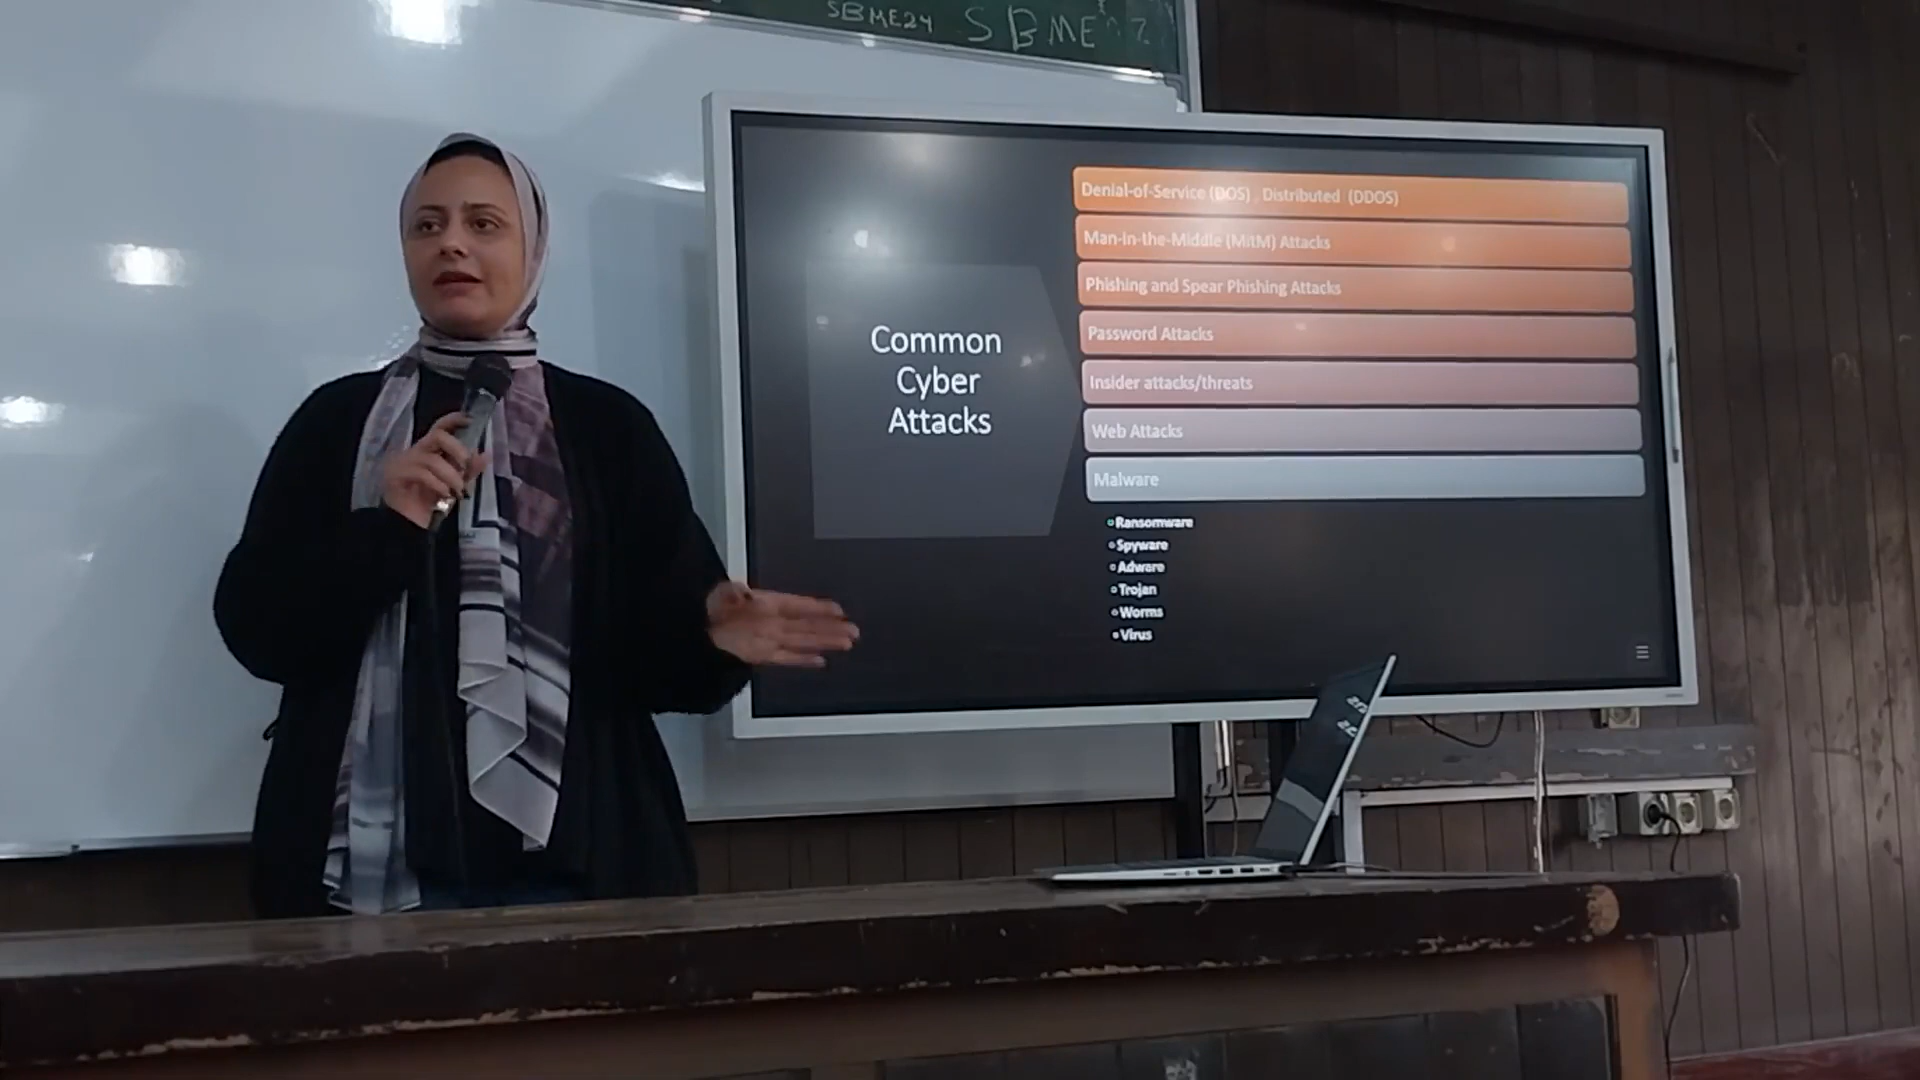 SBME24 SBME
Common
Cyber
Attacks
Denial-of-Service (DOS) , Distributed (DDOS)
Man-in-the-Middle (MitM) Attacks
Phishing and Spear Phishing Attacks
Password Attacks
Insider attacks/threats
Web Attacks
Malware
Ransomware
Spyware
Adware
Trojan
Worms
Virus